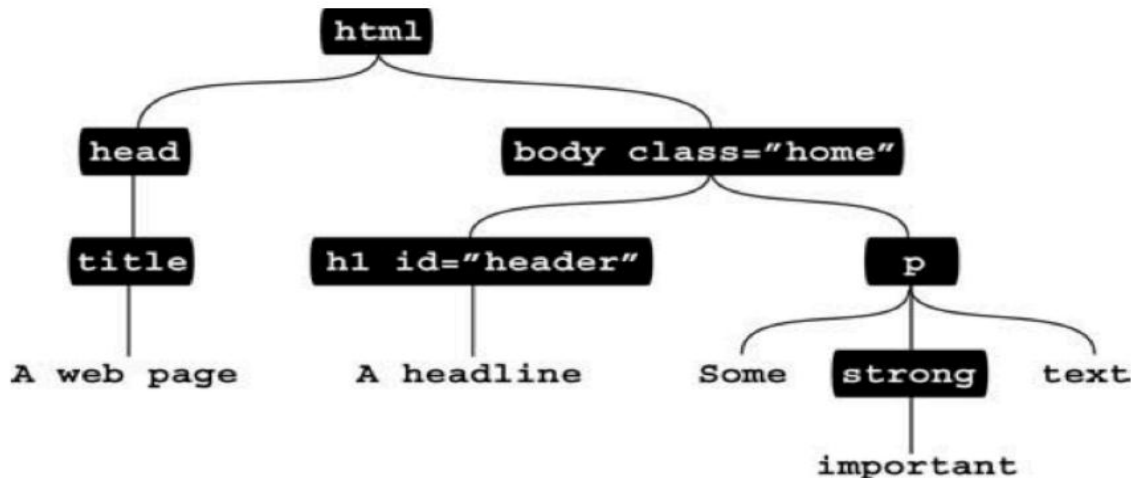 html
head
body class=”home”
title
h1 id=”header”
p
A web page
A headline
Some
strong
text
important